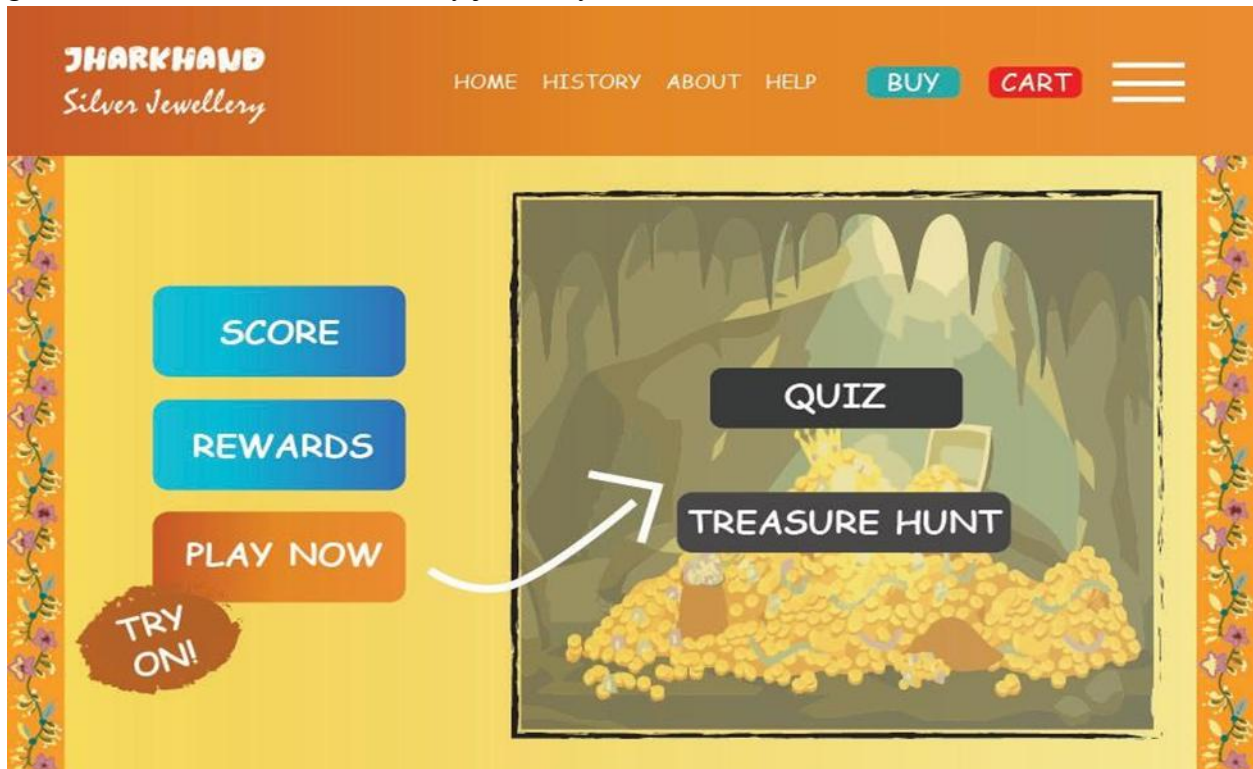 JHARKHAND
Silver Jewellery
HOME HISTORY ABOUT HELP BUY CART
SCORE
REWARDS
PLAY NOW
TRY
ON!
QUIZ
TREASURE HUNT